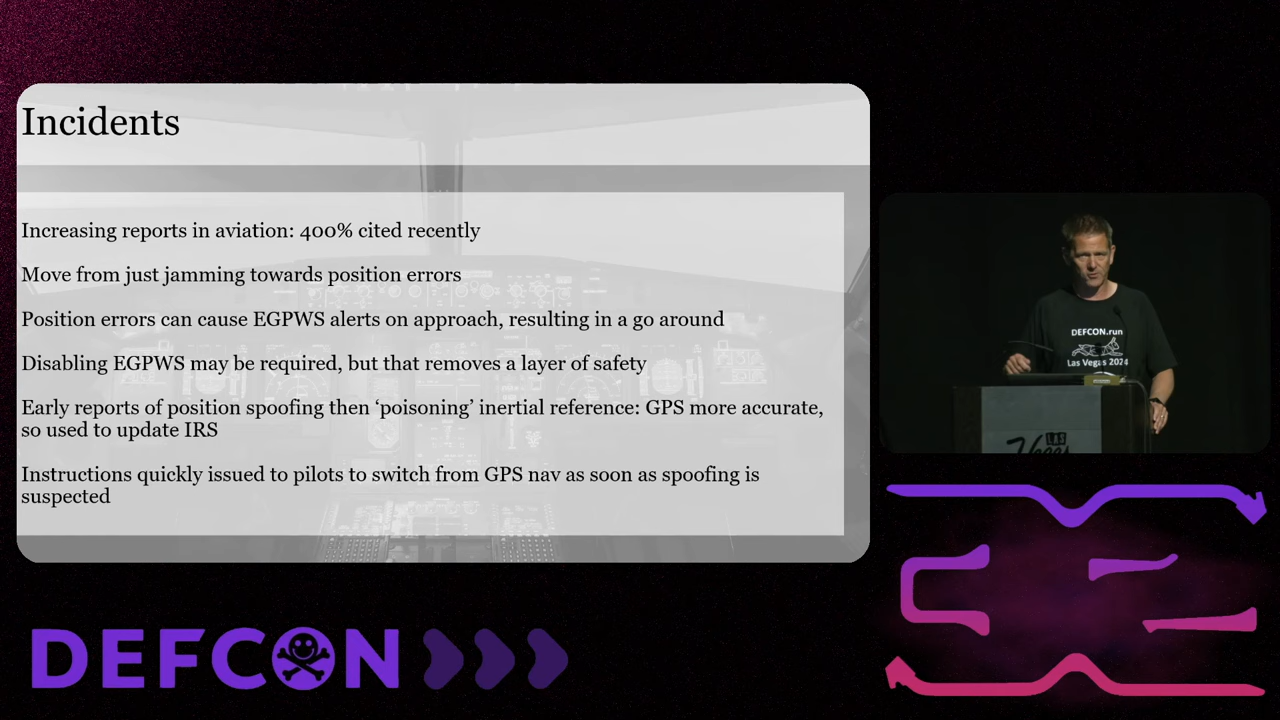 Incidents
Increasing reports in aviation: 400% cited recently
Move from just jamming towards position errors
Position errors can cause EGPWS alerts on approach, resulting in a go around
Disabling EGPWS may be required, but that removes a layer of safety
Early reports of position spoofing then ‘poisoning’ inertial reference: GPS more accurate,
so used to update IRS
Instructions quickly issued to pilots to switch from GPS nav as soon as spoofing is
suspected
DEFCON.run
Las Vegas 2024
LAS
Vegas
DEFCON